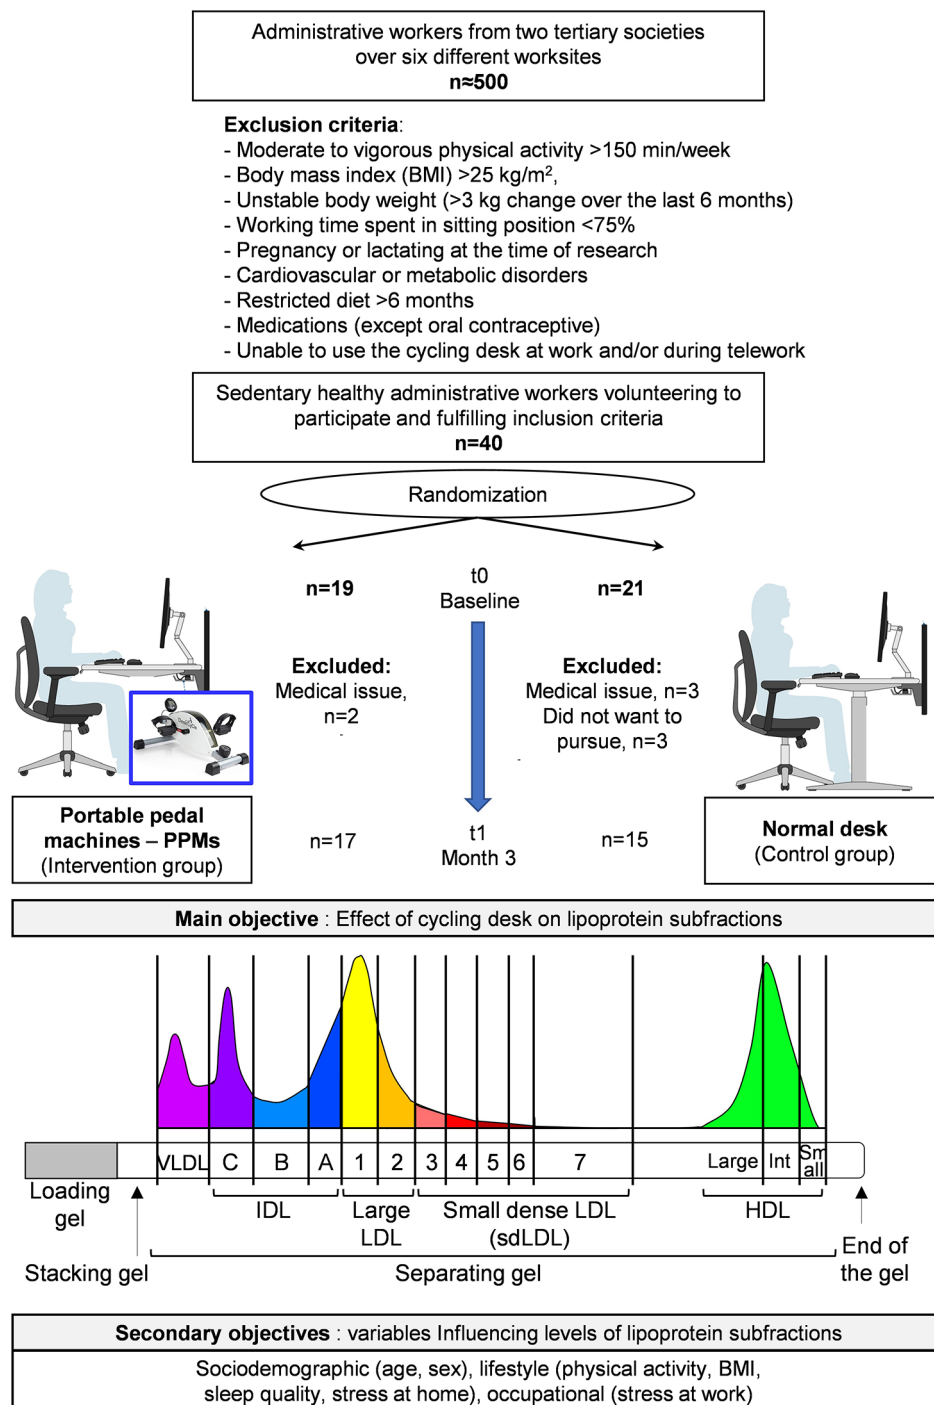 Administrative workers from two tertiary societies
over six different worksites
n≈500
Exclusion criteria:
- Moderate to vigorous physical activity >150 min/week
- Body mass index (BMI) >25 kg/m²,
- Unstable body weight (>3 kg change over the last 6 months)
- Working time spent in sitting position <75%
- Pregnancy or lactating at the time of research
- Cardiovascular or metabolic disorders
- Restricted diet >6 months
- Medications (except oral contraceptive)
- Unable to use the cycling desk at work and/or during telework
Sedentary healthy administrative workers volunteering to
participate and fulfilling inclusion criteria
n=40
Randomization
n=19
t0
Baseline
n=21
Excluded:
Medical issue,
n=2
Excluded:
Medical issue, n=3
Did not want to
pursue, n=3
Portable pedal
machines – PPMs
(Intervention group)
n=17
t1
Month 3
n=15
Normal desk
(Control group)
Main objective : Effect of cycling desk on lipoprotein subfractions
VLDL C B A 1 2 3 4 5 6 7 Large Int Sm
all
Loading
gel
IDL
Large
LDL
Small dense LDL
(sdLDL)
HDL
Stacking gel
Separating gel
End of
the gel
Secondary objectives : variables Influencing levels of lipoprotein subfractions
Sociodemographic (age, sex), lifestyle (physical activity, BMI,
sleep quality, stress at home), occupational (stress at work)